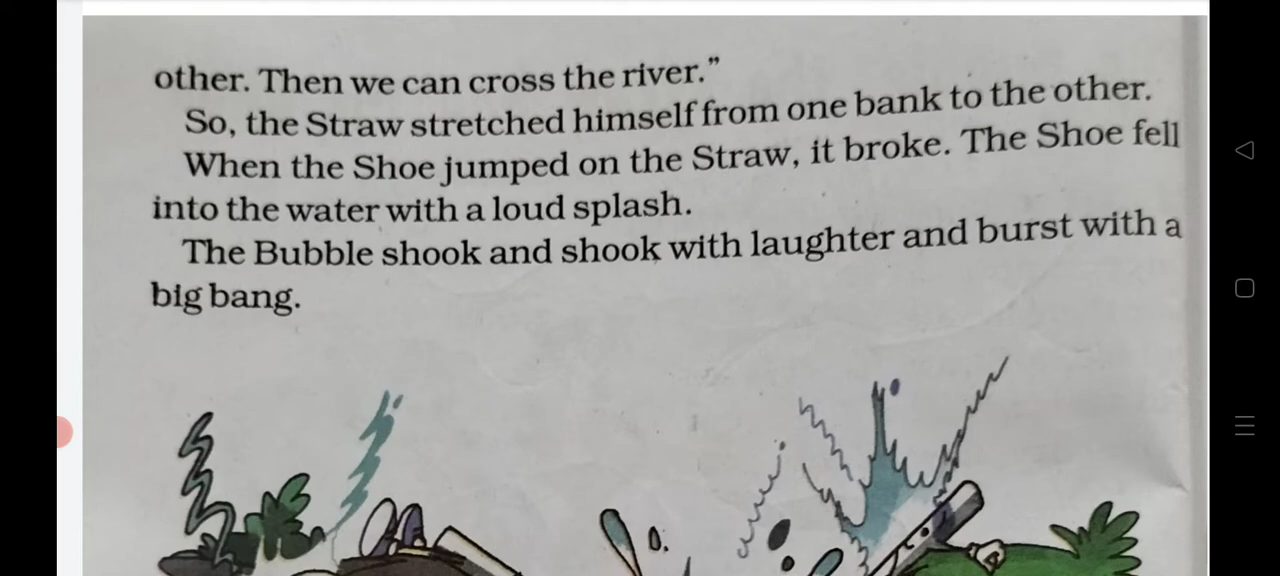 other. Then we can cross the river.”
So, the Straw stretched himself from one bank to the other.
When the Shoe jumped on the Straw, it broke. The Shoe fell
into the water with a loud splash.
The Bubble shook and shook with laughter and burst with a
big bang.